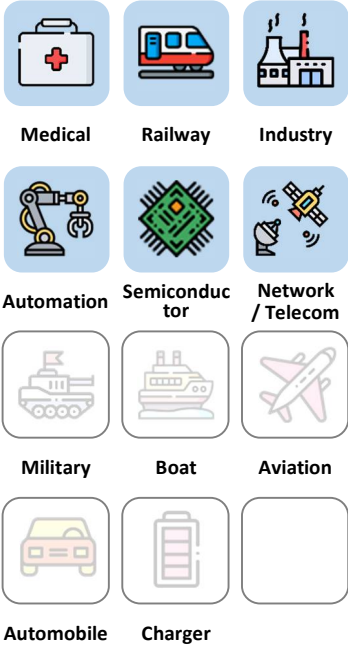 Medical Railway Industry
Automation Semiconduc
tor Network
/ Telecom
Military Boat Aviation
Automobile Charger